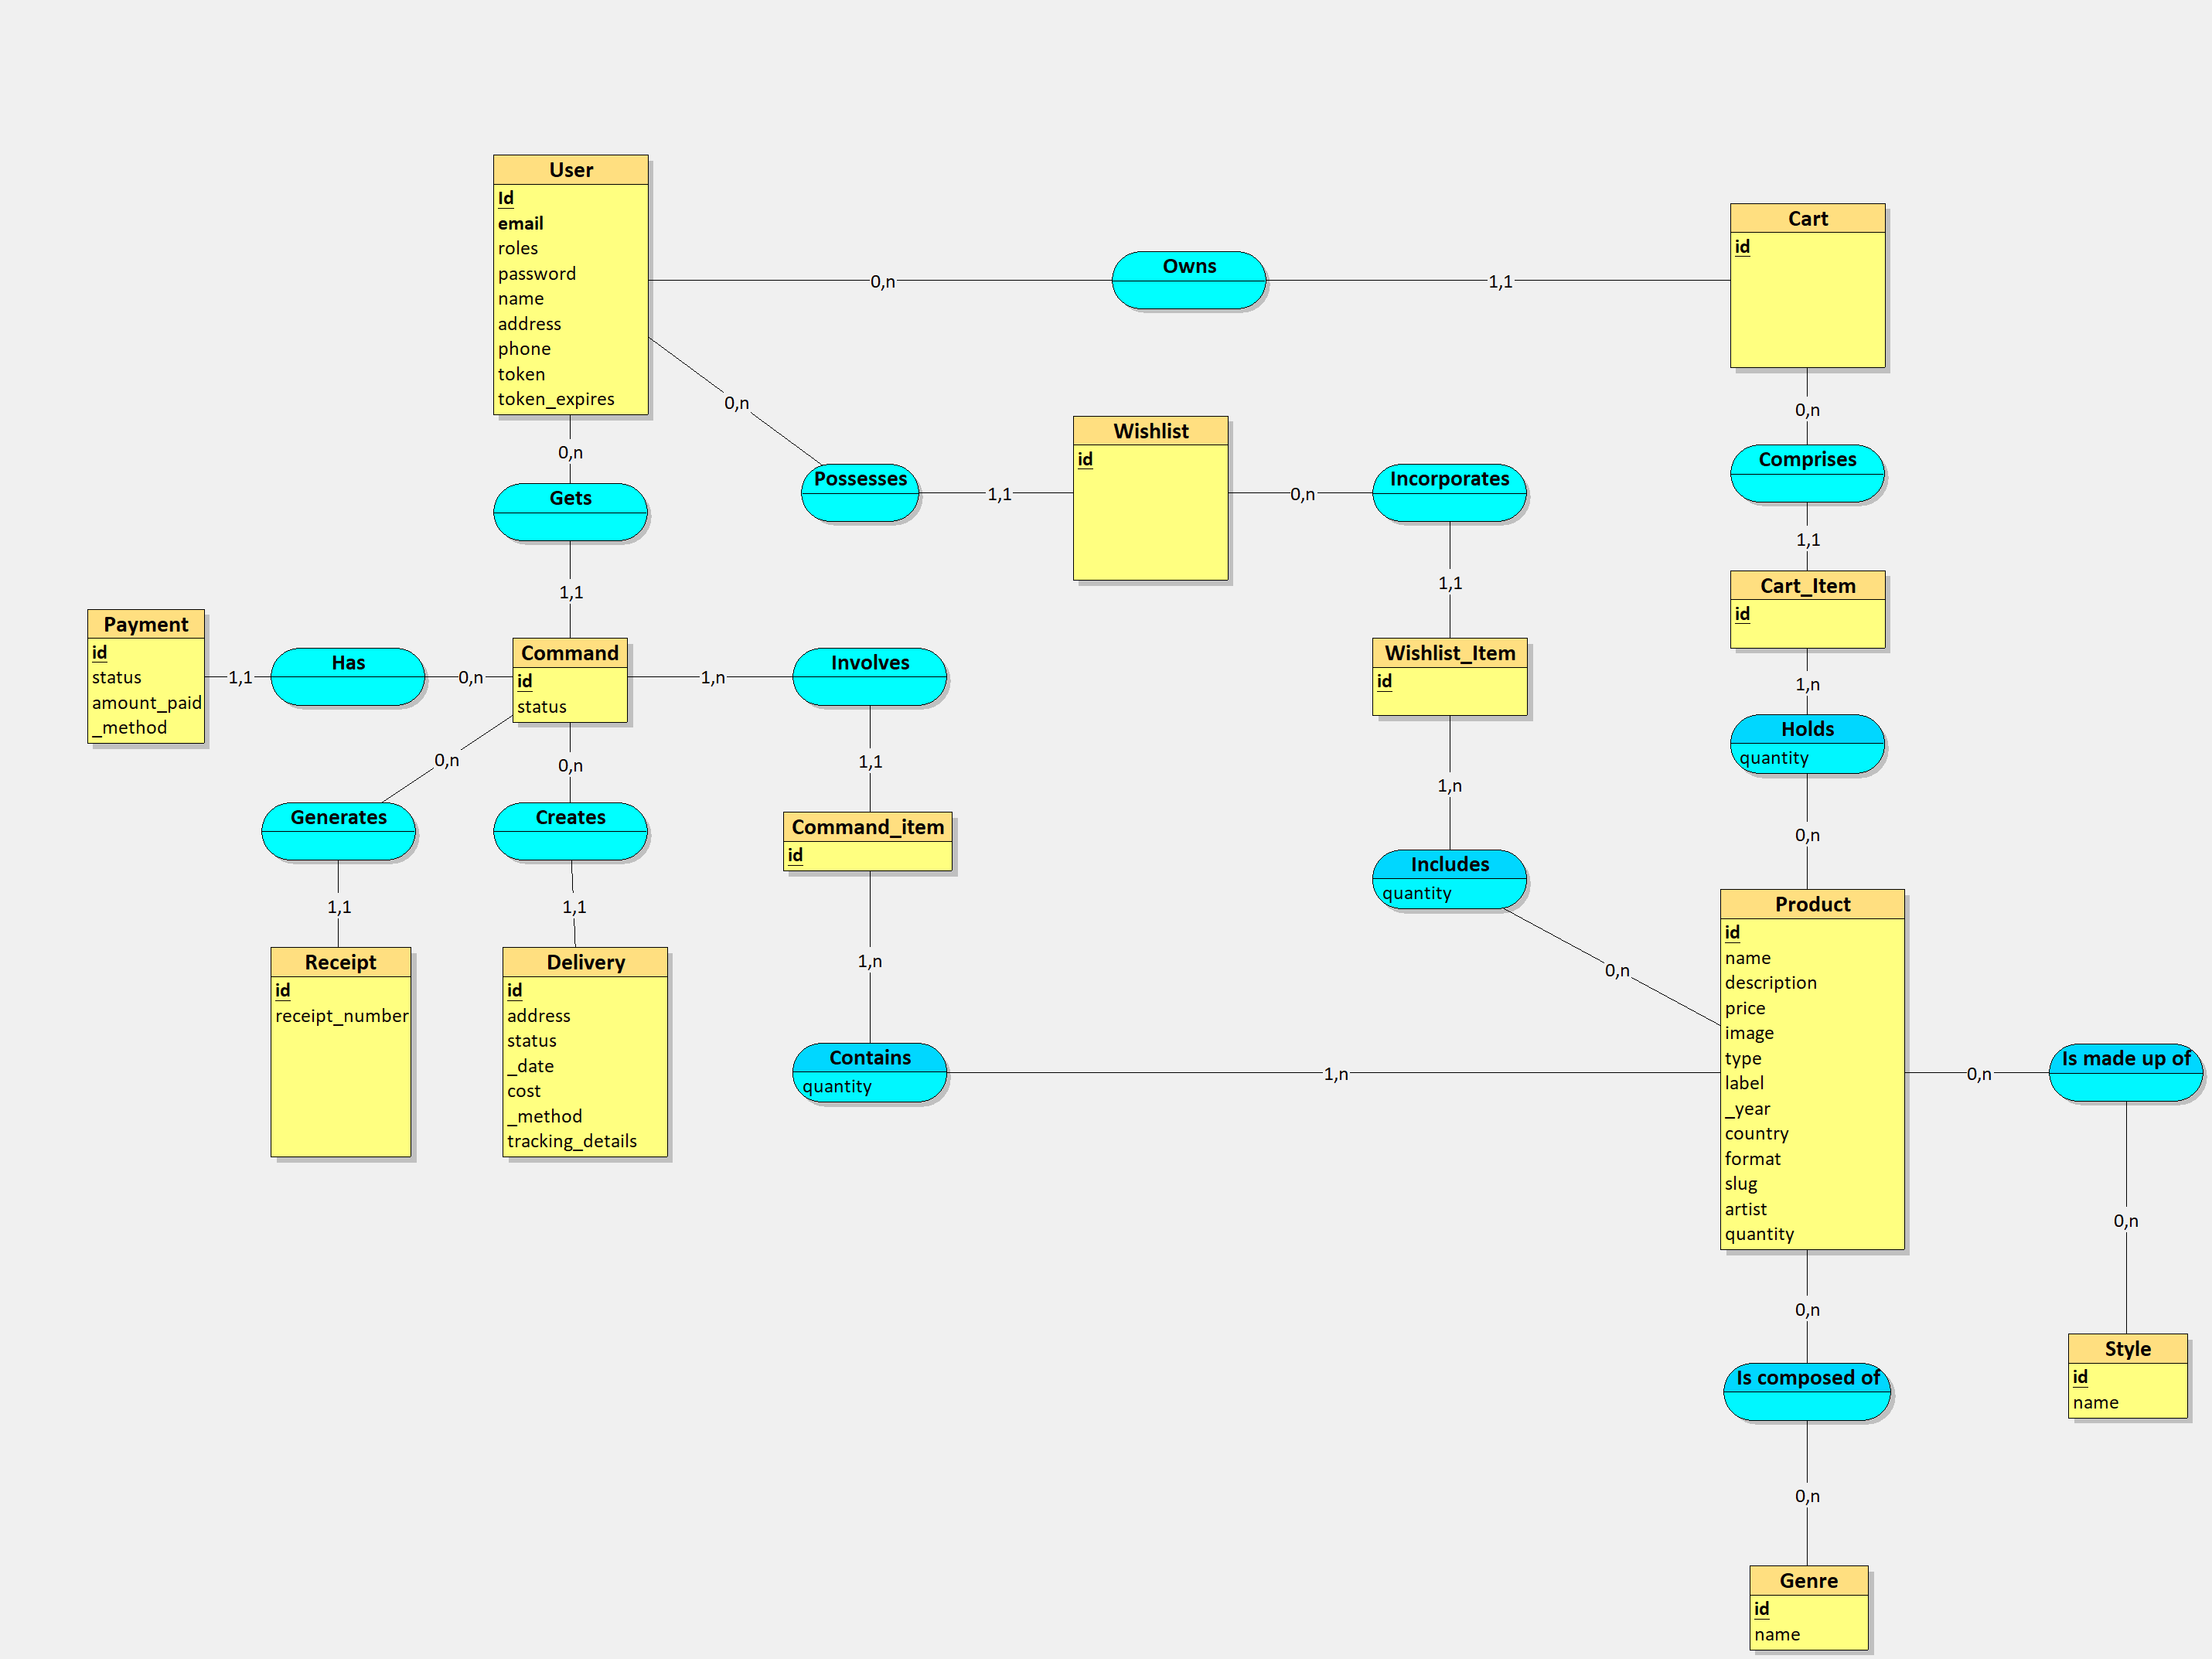 User
Id
email
roles
password
name
address
phone
token
token_expires
0,n
Owns
1,1
Cart
id
0,n
0,n
0,n
Gets
1,1
Possesses
1,1
Wishlist
id
0,n
Incorporates
1,1
Comprises
1,1
Cart_Item
id
1,n
Payment
id
status
amount_paid
_method
1,1
Has
0,n
Command
id
status
1,n
Involves
1,1
Wishlist_Item
id
1,n
Holds
quantity
0,n
0,n
0,n
Generates
1,1
Creates
1,1
Command_item
id
1,n
Includes
quantity
0,n
Receipt
id
receipt_number
Delivery
id
address
status
_date
cost
_method
tracking_details
Contains
quantity
1,n
Product
id
name
description
price
image
type
label
_year
country
format
slug
artist
quantity
0,n
Is made up of
0,n
Style
id
name
0,n
Is composed of
0,n
Genre
id
name